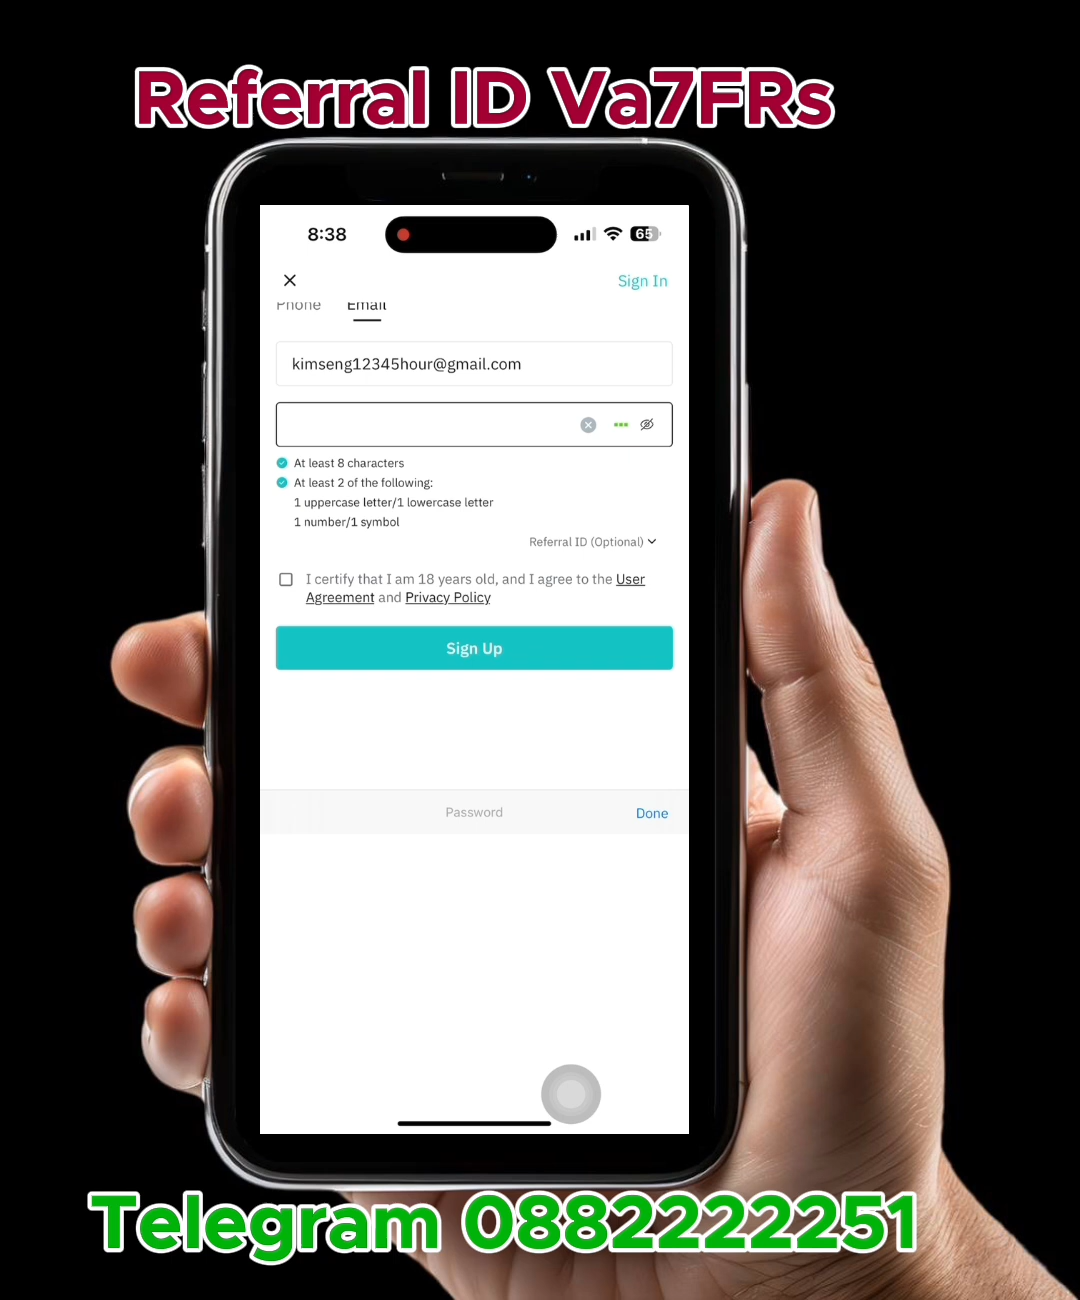 Referral ID Va7FRs
8:38
65
Sign In
Phone Email
kimseng12345hour@gmail.com
At least 8 characters
At least 2 of the following:
1 uppercase letter/1 lowercase letter
1 number/1 symbol
Referral ID (Optional)
I certify that I am 18 years old, and I agree to the User
Agreement and Privacy Policy
Sign Up
Password Done
Telegram 0882222251